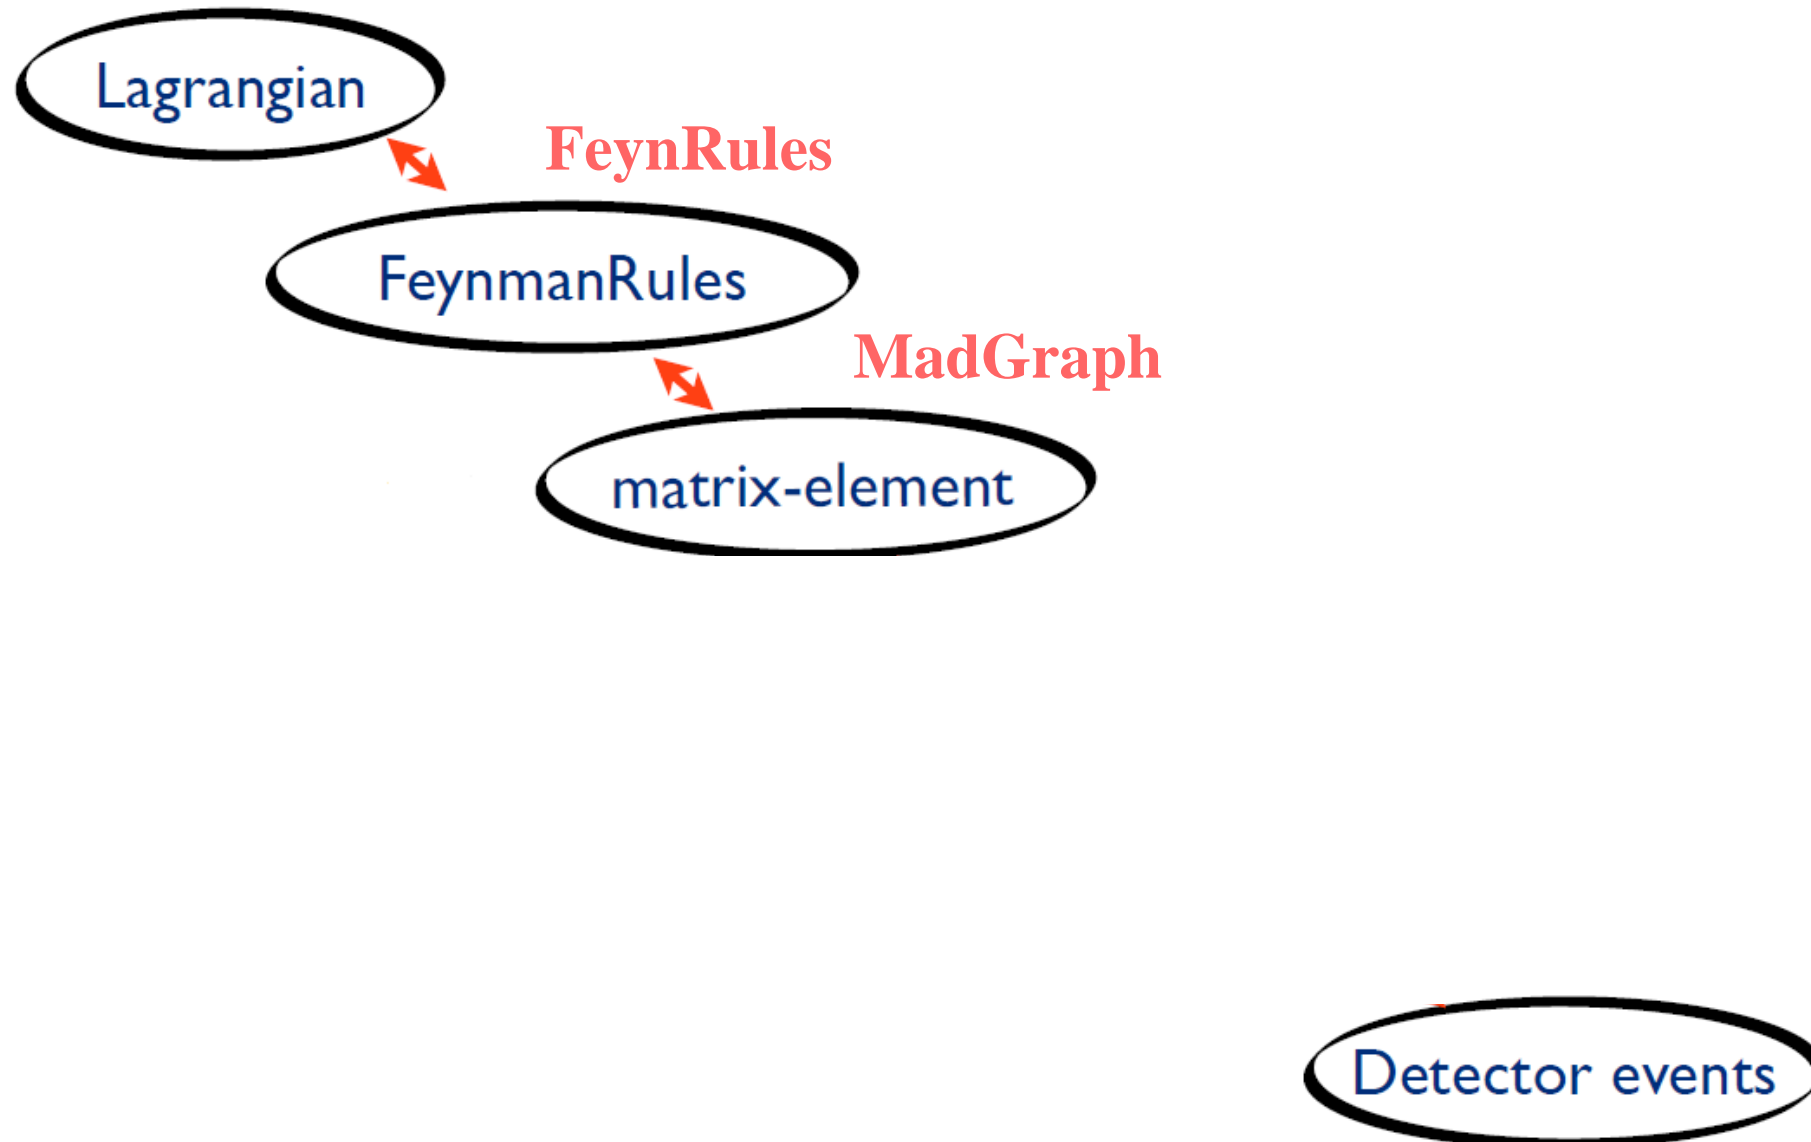 Lagrangian
FeynRules
FeynmanRules
MadGraph
matrix-element
Detector events